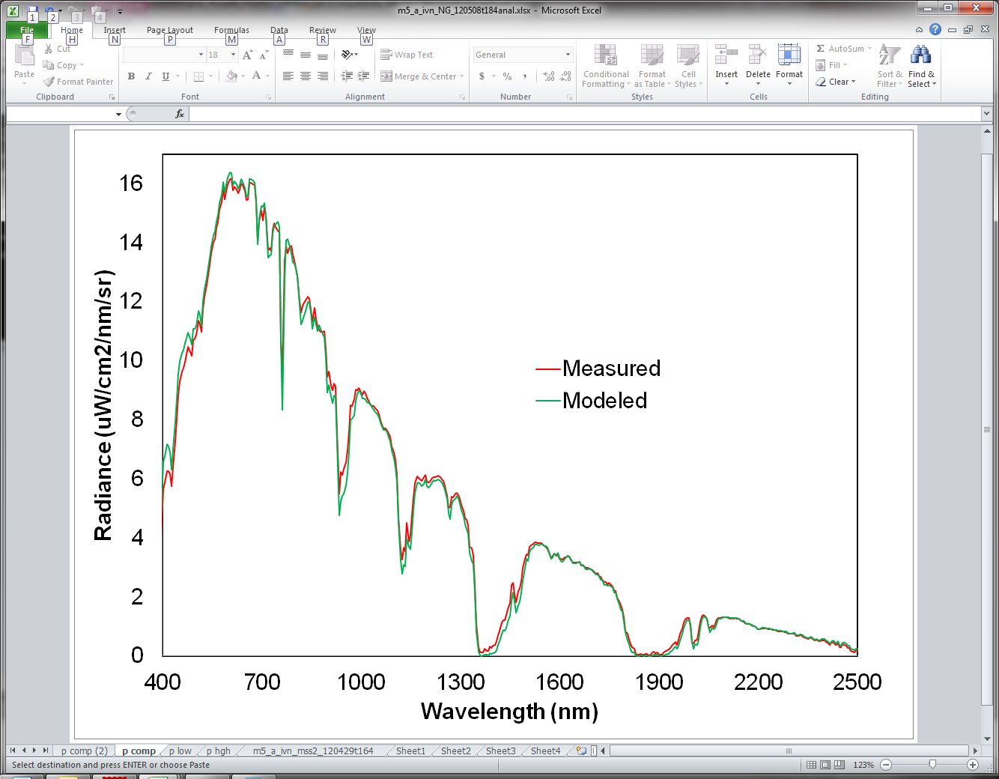 m5_a_ivn_NG_120508t184anal.xlsx - Microsoft Excel
1 2 3 4
File Home Insert Page Layout Formulas Data Review View
F H N P M A R W
Cut
Copy
Format Painter
Paste
Clipboard
18
B I U A
Font
Wrap Text
Merge & Center
Alignment
General
$ % ,
Number
Conditional Formatting
Format as Table
Cell Styles
Styles
Insert Delete Format
Cells
Σ AutoSum
Fill
Clear
Sort & Filter
Find & Select
Editing
fx
16
14
12
10
8
6
4
2
0
Radiance (uW/cm2/nm/sr)
Measured
Modeled
400 700 1000 1300 1600 1900 2200 2500
Wavelength (nm)
p comp (2) p comp p low p hgh m5_a_ivn_mss2_120429t164 Sheet1 Sheet2 Sheet3 Sheet4
Select destination and press ENTER or choose Paste 123%